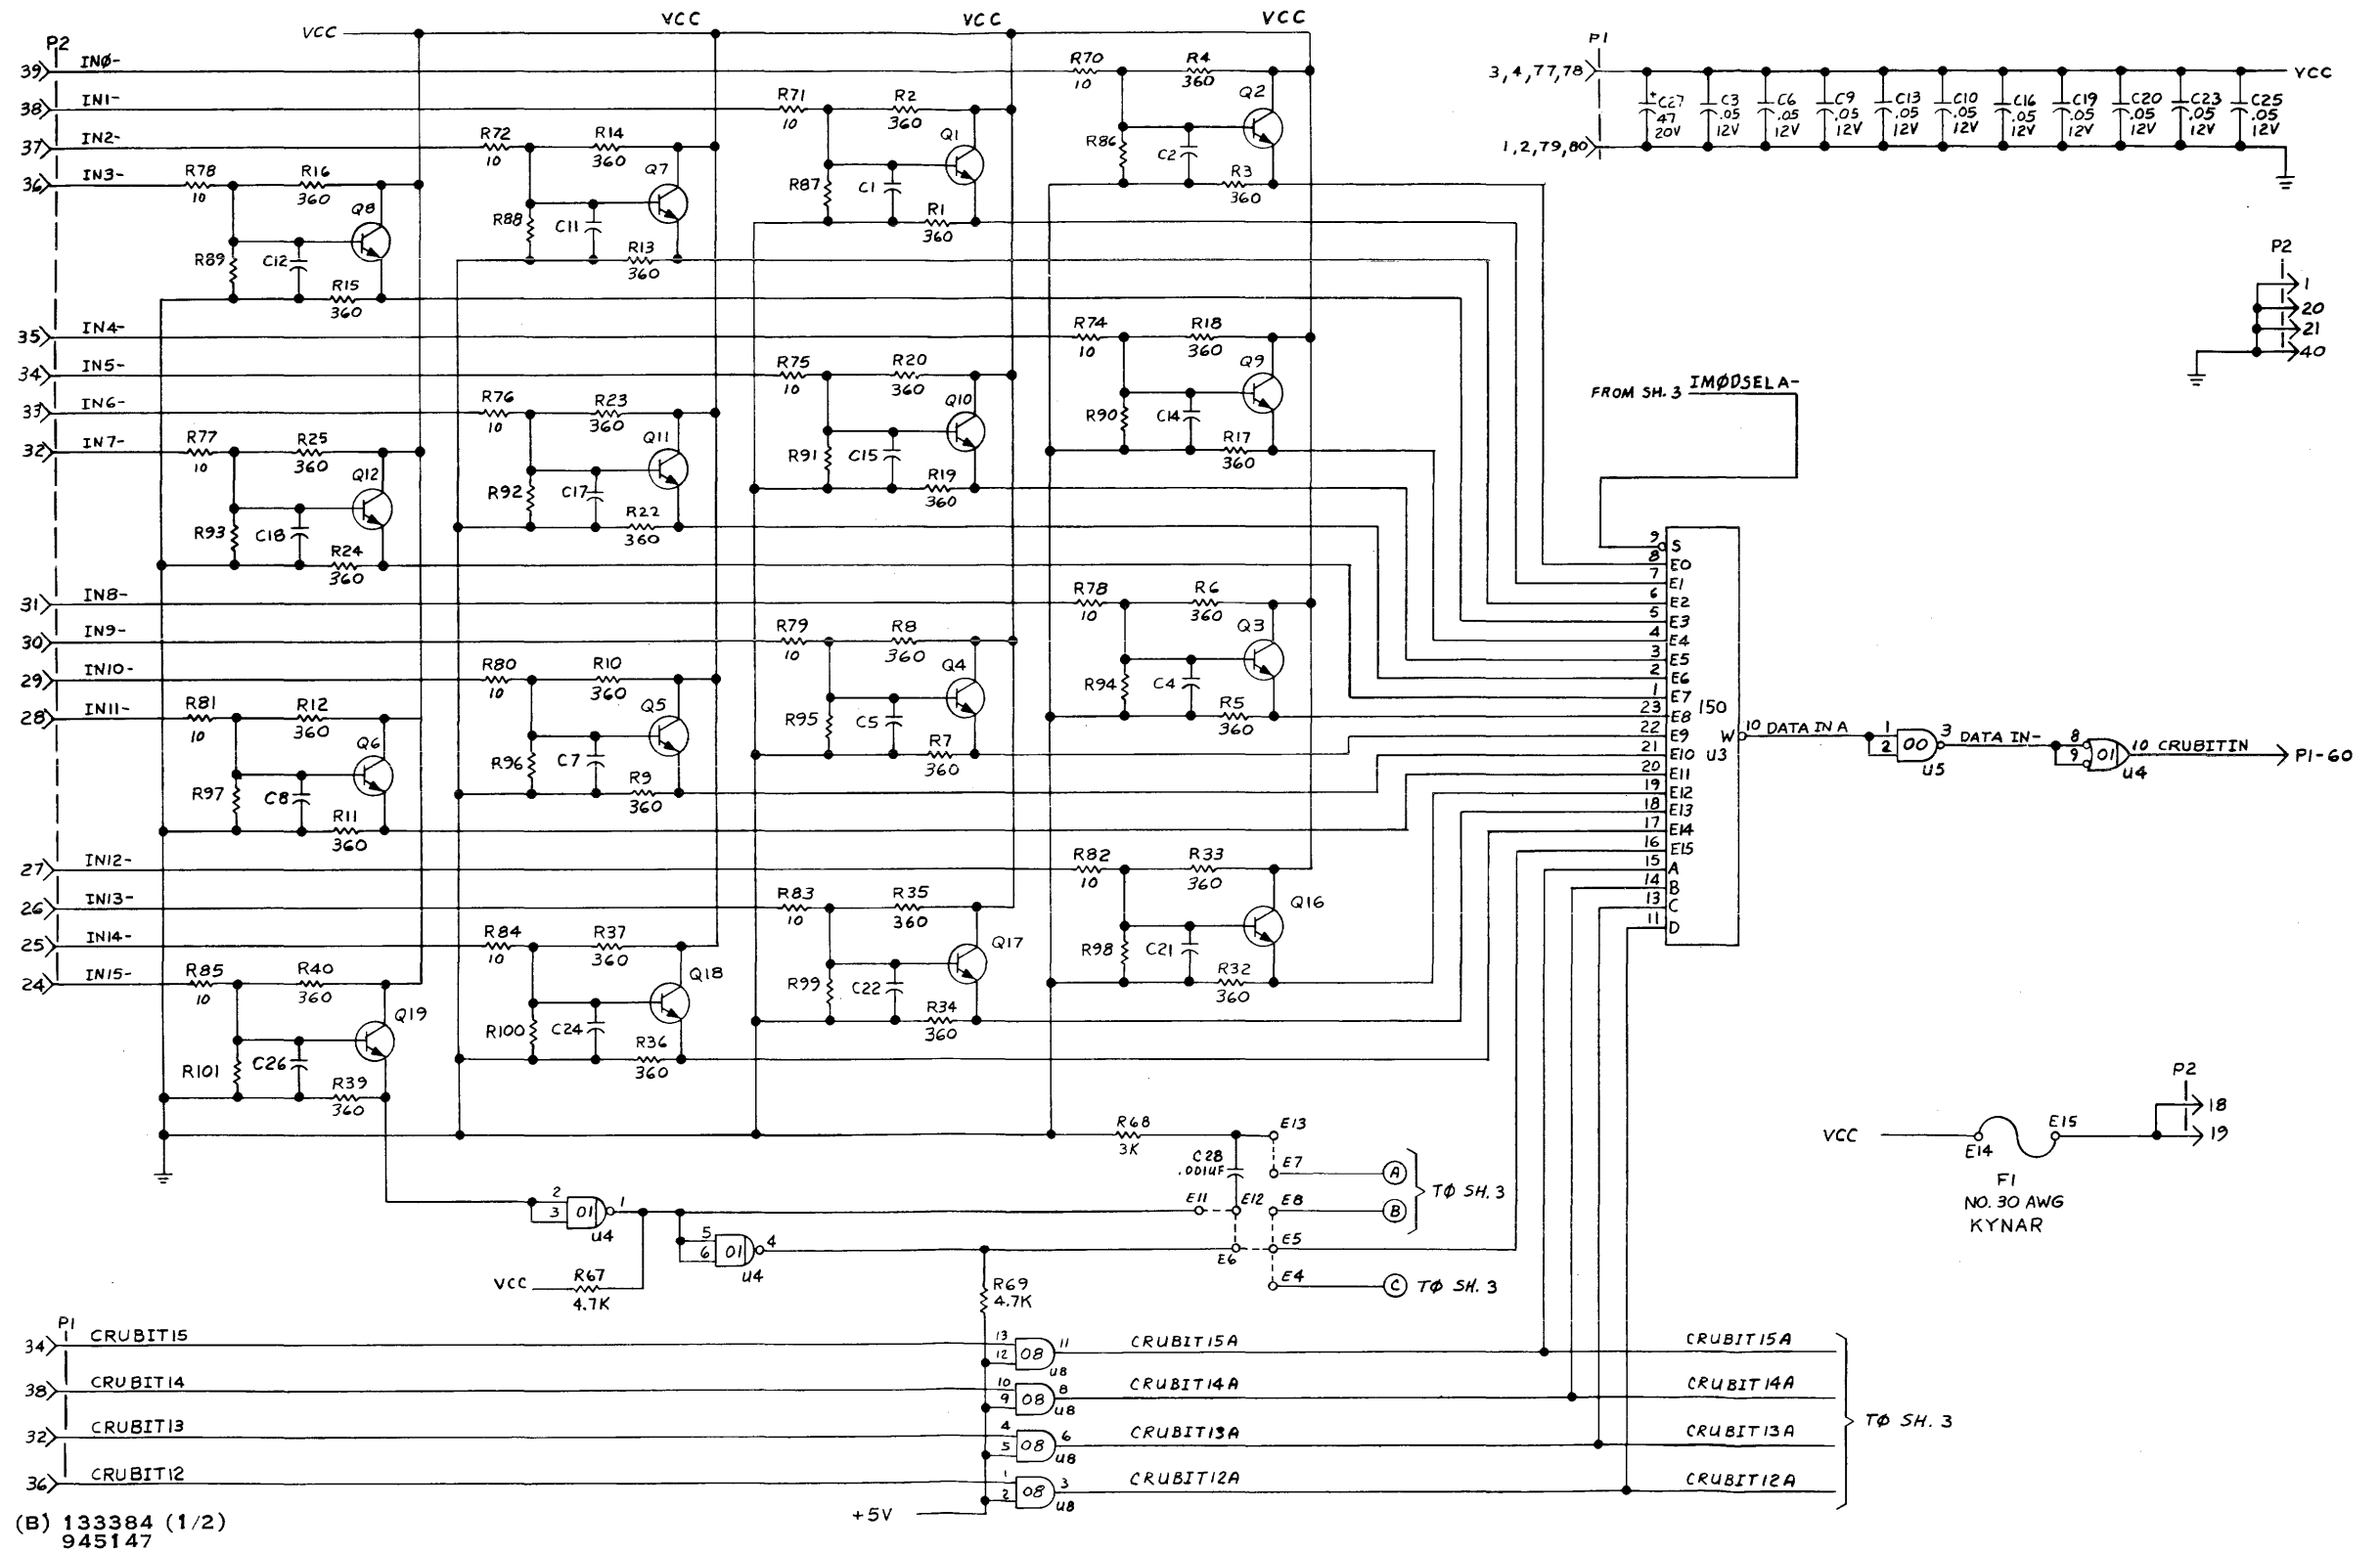 VCC
VCC
VCC
VCC
P2
39 IN0-
R70
10
R4
360
Q2
R86
C2
R3
360
38 IN1-
R71
10
R2
360
Q1
R87
C1
R1
360
37 IN2-
R72
10
R14
360
Q7
R88
C11
R13
360
36 IN3-
R78
10
R16
360
Q8
R89
C12
R15
360
35 IN4-
R74
10
R18
360
Q9
R90
C14
R17
360
34 IN5-
R75
10
R20
360
Q10
R91
C15
R19
360
33 IN6-
R76
10
R23
360
Q11
R92
C17
R22
360
32 IN7-
R77
10
R25
360
Q12
R93
C18
R24
360
31 IN8-
R78
10
R6
360
Q3
R94
C4
R5
360
30 IN9-
R79
10
R8
360
Q4
R95
C5
R7
360
29 IN10-
R80
10
R10
360
Q5
R96
C7
R9
360
28 IN11-
R81
10
R12
360
Q6
R97
C8
R11
360
27 IN12-
R82
10
R33
360
Q16
R98
C21
R32
360
26 IN13-
R83
10
R35
360
Q17
R99
C22
R34
360
25 IN14-
R84
10
R37
360
Q18
R100
C24
R36
360
24 IN15-
R85
10
R40
360
Q19
R101
C26
R39
360
P1
3,4,77,78
VCC
+C27
47
20V
C3
.05
12V
C6
.05
12V
C9
.05
12V
C13
.05
12V
C10
.05
12V
C16
.05
12V
C19
.05
12V
C20
.05
12V
C23
.05
12V
C25
.05
12V
1,2,79,80
P2
1
20
21
40
FROM SH. 3 IMØDSELA-
9 S
8 E0
7 E1
6 E2
5 E3
4 E4
3 E5
2 E6
1 E7
23 E8
22 E9
21 E10
20 E11
19 E12
18 E13
17 E14
16 E15
15 A
14 B
13 C
11 D
150
U3
W 10 DATA IN A
1
2
00
U5
3 DATA IN-
8
9
01
U4
10 CRUBITIN
P1-60
P2
18
19
VCC
E14
E15
F1
NO. 30 AWG
KYNAR
R68
3K
C28
.001UF
E13
E7
A
E11
E12
E8
B
TØ SH. 3
E6
E5
E4
C
TØ SH. 3
2
3
01
1
U4
5
6
01
4
U4
VCC
R67
4.7K
R69
4.7K
P1
34 CRUBIT15
13
12
08
11
U8
CRUBIT15A
CRUBIT15A
38 CRUBIT14
10
9
08
8
U8
CRUBIT14A
CRUBIT14A
32 CRUBIT13
4
5
08
6
U8
CRUBIT13A
CRUBIT13A
36 CRUBIT12
1
2
08
3
U8
CRUBIT12A
CRUBIT12A
TØ SH. 3
+5V
(B) 133384 (1/2)
945147